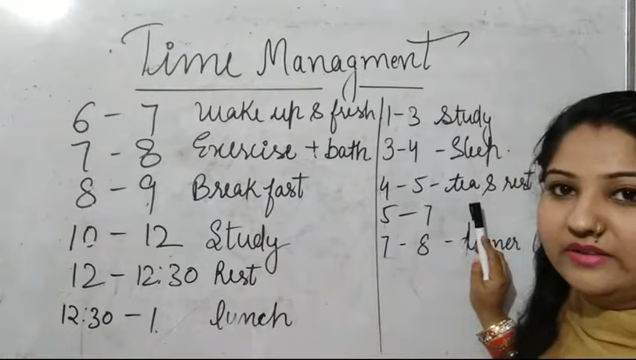 Time Managment
6 - 7 Wake up & fresh
7 - 8 Exercise + bath
8 - 9 Breakfast
10 - 12 Study
12 - 12:30 Rest
12:30 - 1 lunch
1-3 Study
3-4 - Sleep.
4 - 5 - tea & rest
5 - 7
7 - 8 -